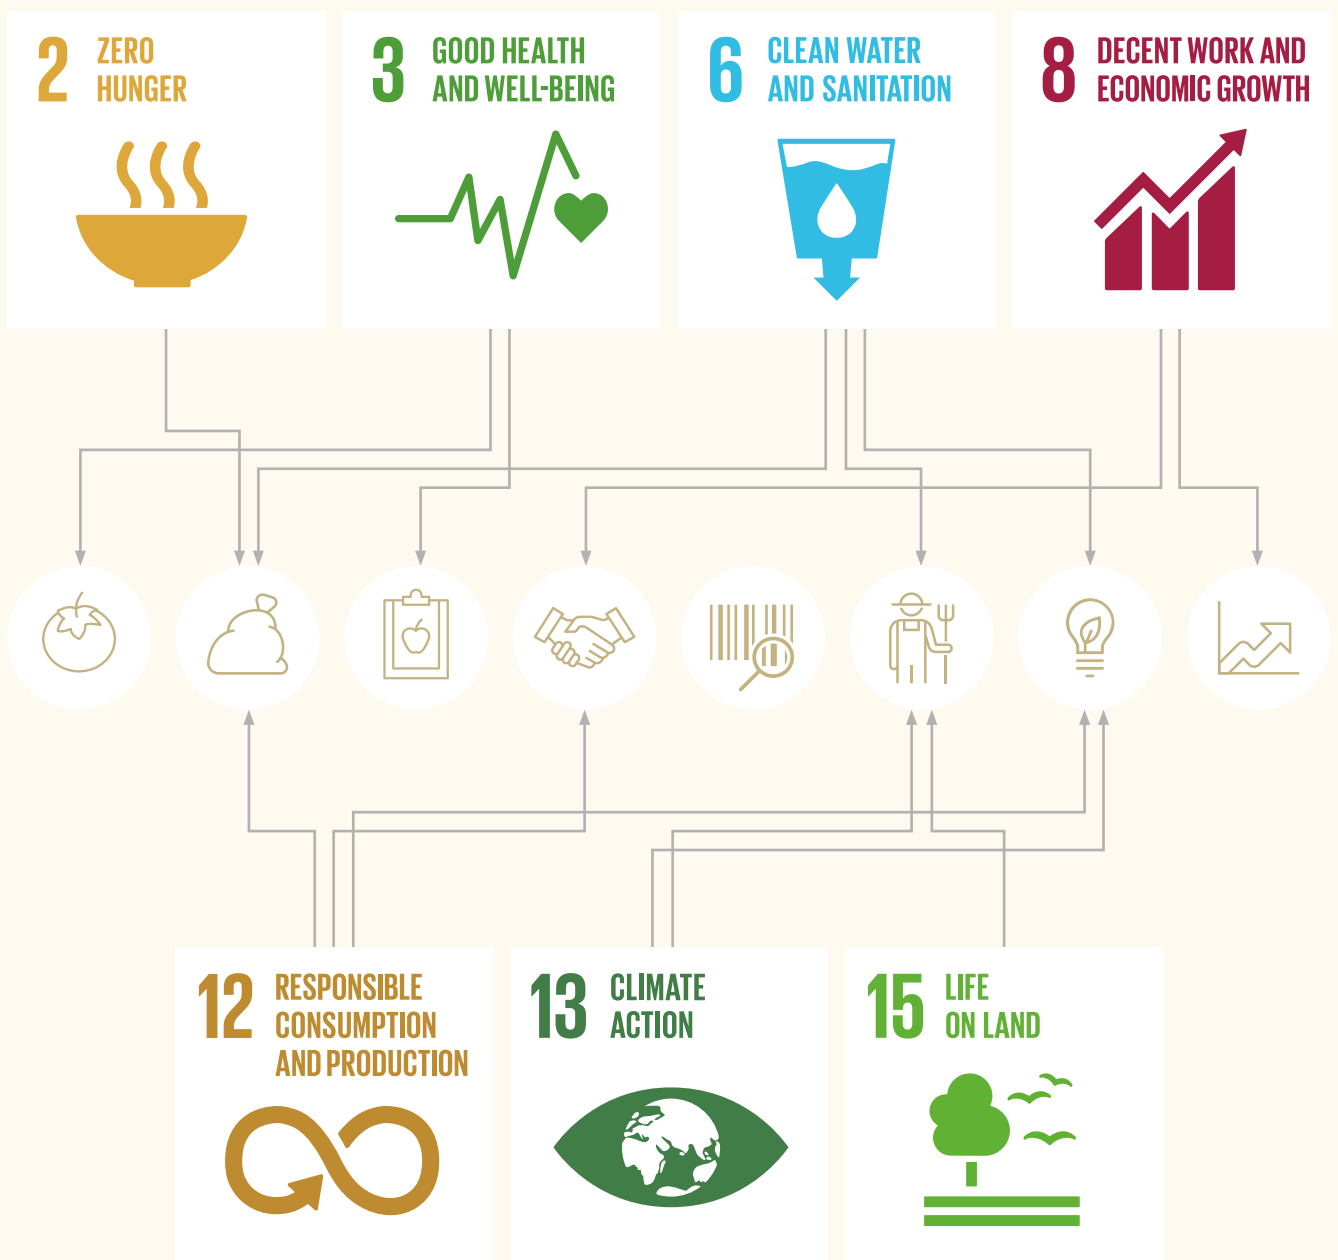 2 ZERO
HUNGER
3 GOOD HEALTH
AND WELL-BEING
6 CLEAN WATER
AND SANITATION
8 DECENT WORK AND
ECONOMIC GROWTH
12 RESPONSIBLE
CONSUMPTION
AND PRODUCTION
13 CLIMATE
ACTION
15 LIFE
ON LAND